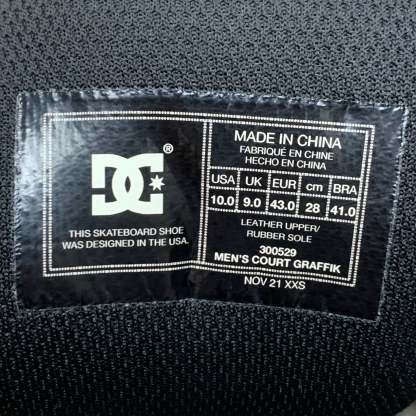 DC®
THIS SKATEBOARD SHOE
WAS DESIGNED IN THE USA.
MADE IN CHINA
FABRIQUÉ EN CHINE
HECHO EN CHINA
USA UK EUR cm BRA
10.0 9.0 43.0 28 41.0
LEATHER UPPER/
RUBBER SOLE
300529
MEN'S COURT GRAFFIK
NOV 21 XXS